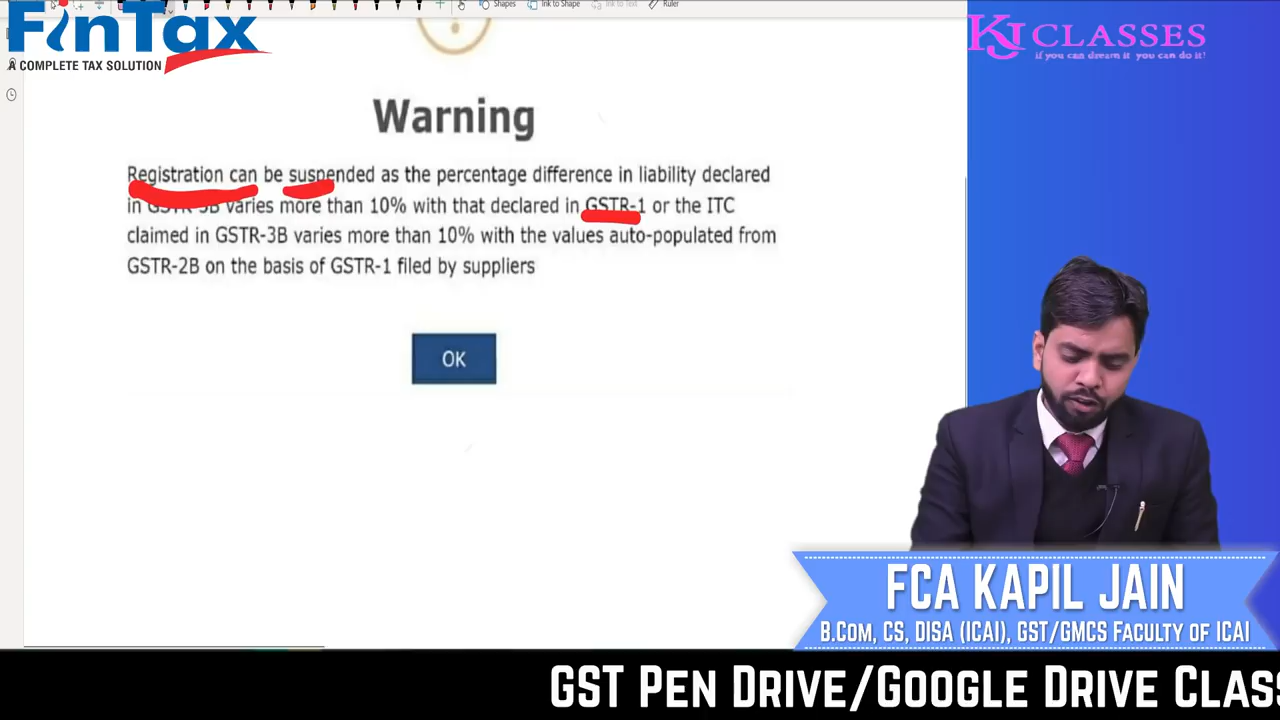 Shapes Ink to Shape Ink to Text Ruler
FinTax
A COMPLETE TAX SOLUTION
KJ CLASSES
if you can dream it you can do it!
Warning
Registration can be suspended as the percentage difference in liability declared
in GSTR-3B varies more than 10% with that declared in GSTR-1 or the ITC
claimed in GSTR-3B varies more than 10% with the values auto-populated from
GSTR-2B on the basis of GSTR-1 filed by suppliers
OK
FCA KAPIL JAIN
B.Com, CS, DISA (ICAI), GST/GMCS Faculty of ICAI
GST Pen Drive/Google Drive Class